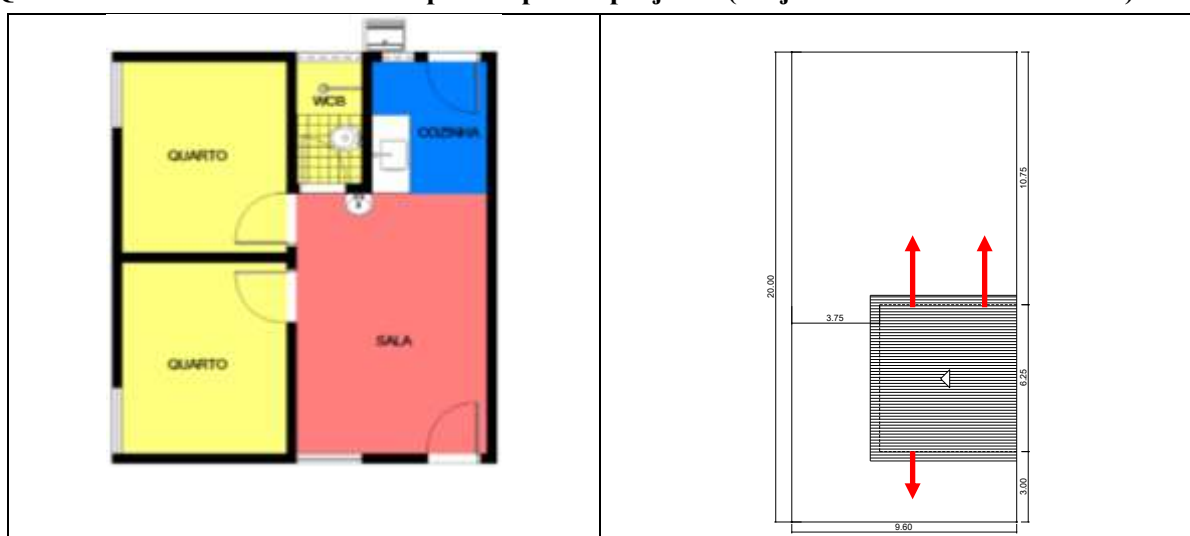 WCB
COZINHA
QUARTO
SALA
QUARTO
10.75
20.00
3.75
6.25
3.00
9.60